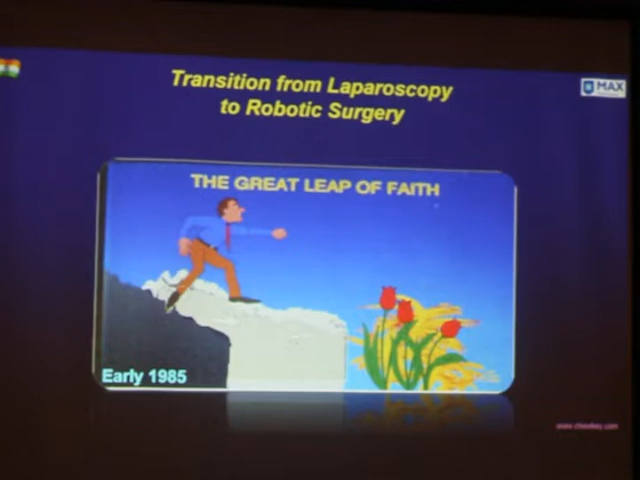 Transition from Laparoscopy
to Robotic Surgery
MAX
THE GREAT LEAP OF FAITH
Early 1985